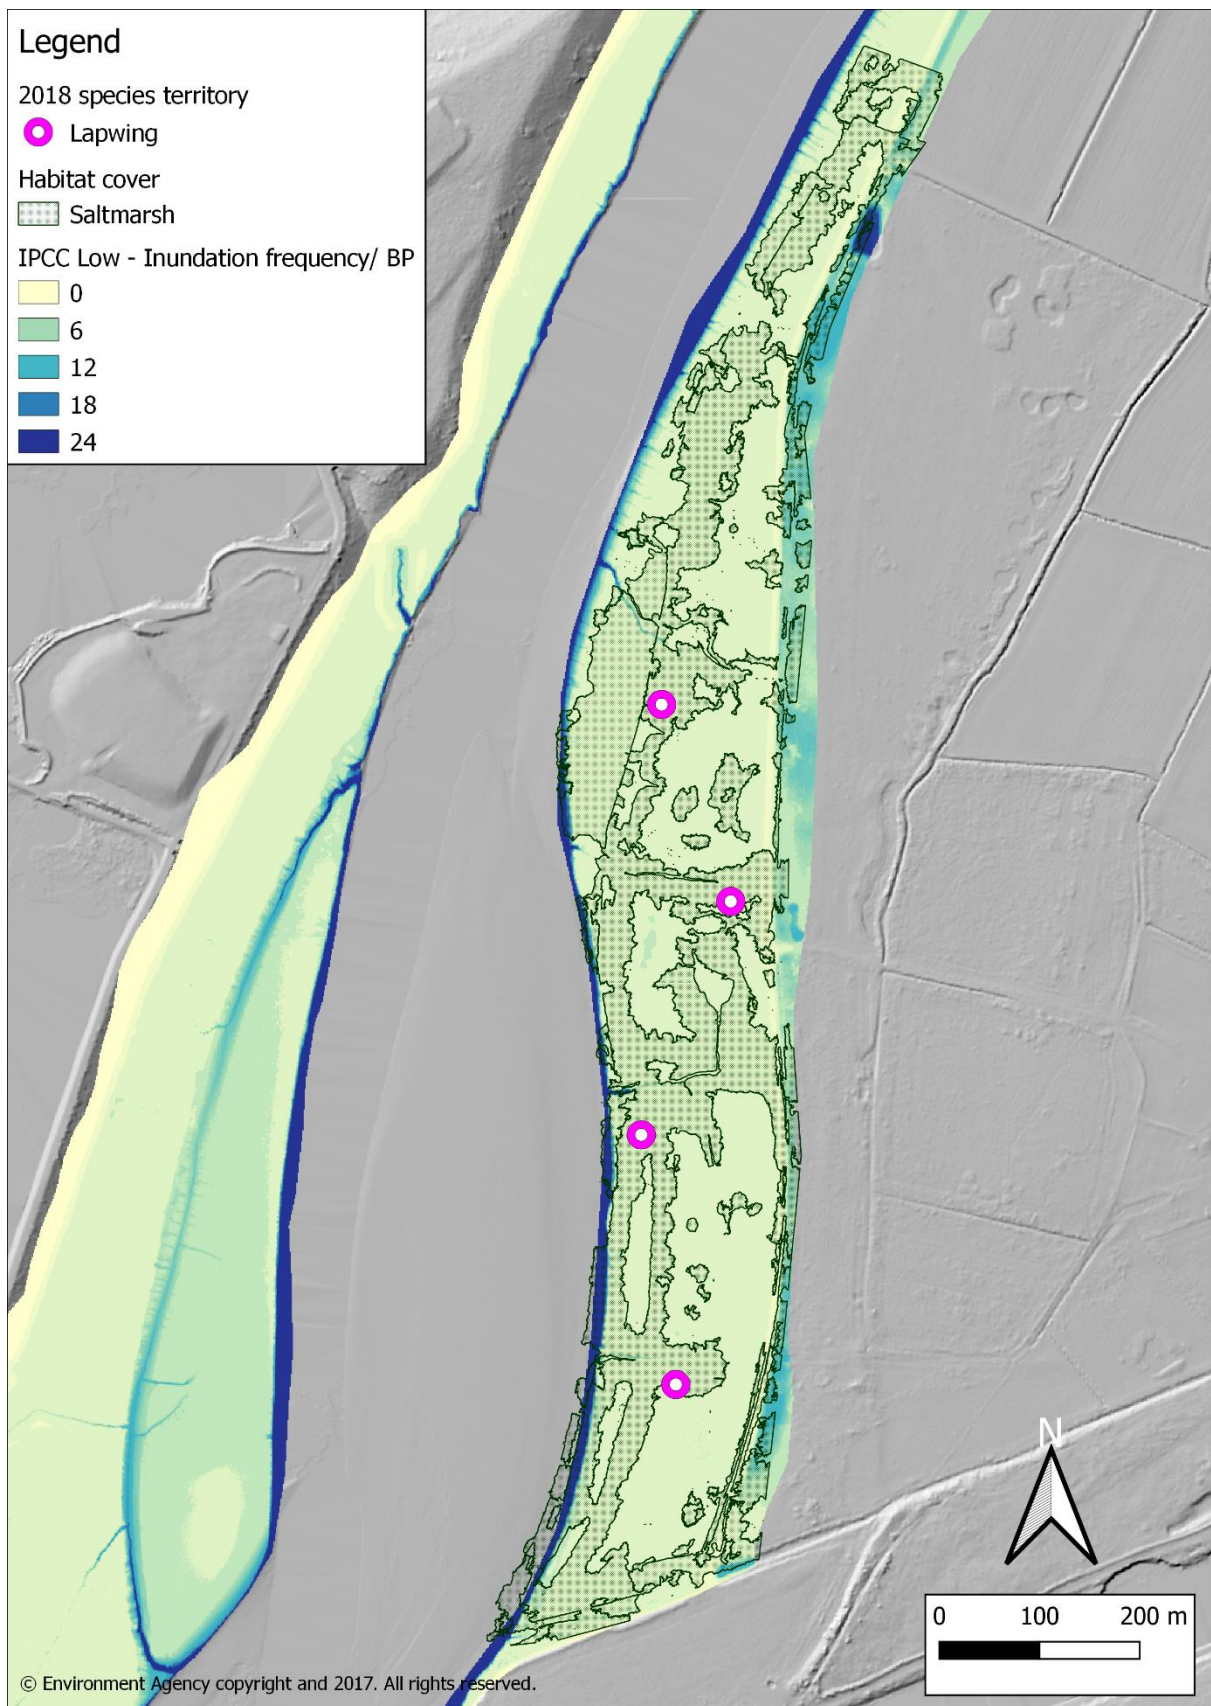 Legend
2018 species territory
Lapwing
Habitat cover
Saltmarsh
IPCC Low - Inundation frequency/ BP
0
6
12
18
24
N
0 100 200 m
© Environment Agency copyright and 2017. All rights reserved.